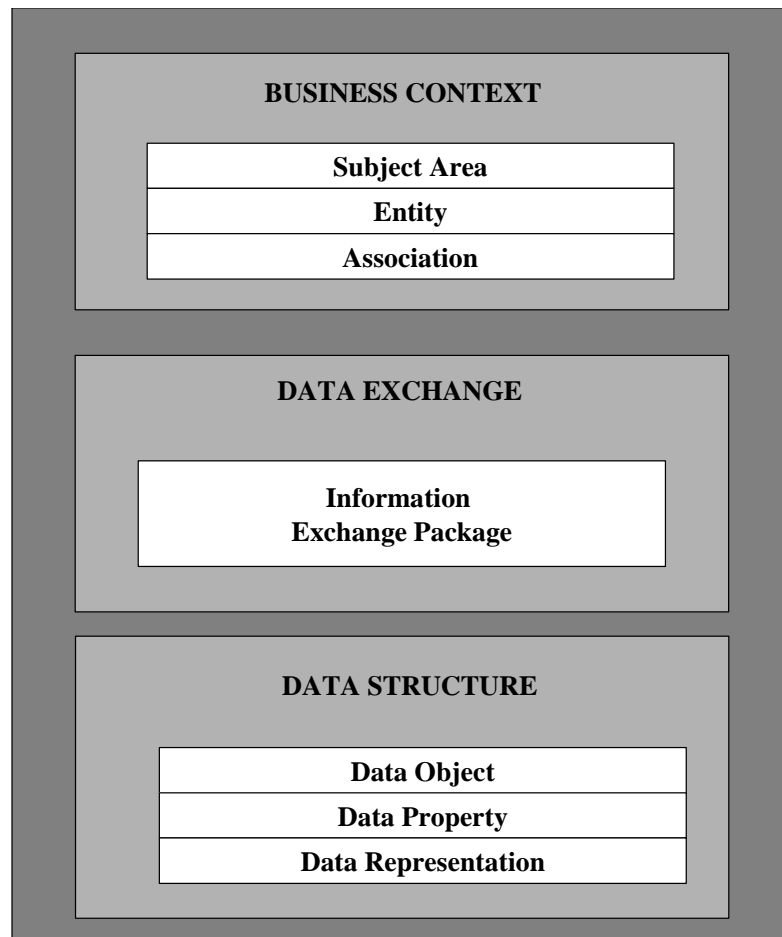 BUSINESS CONTEXT
Subject Area
Entity
Association
DATA EXCHANGE
Information
Exchange Package
DATA STRUCTURE
Data Object
Data Property
Data Representation